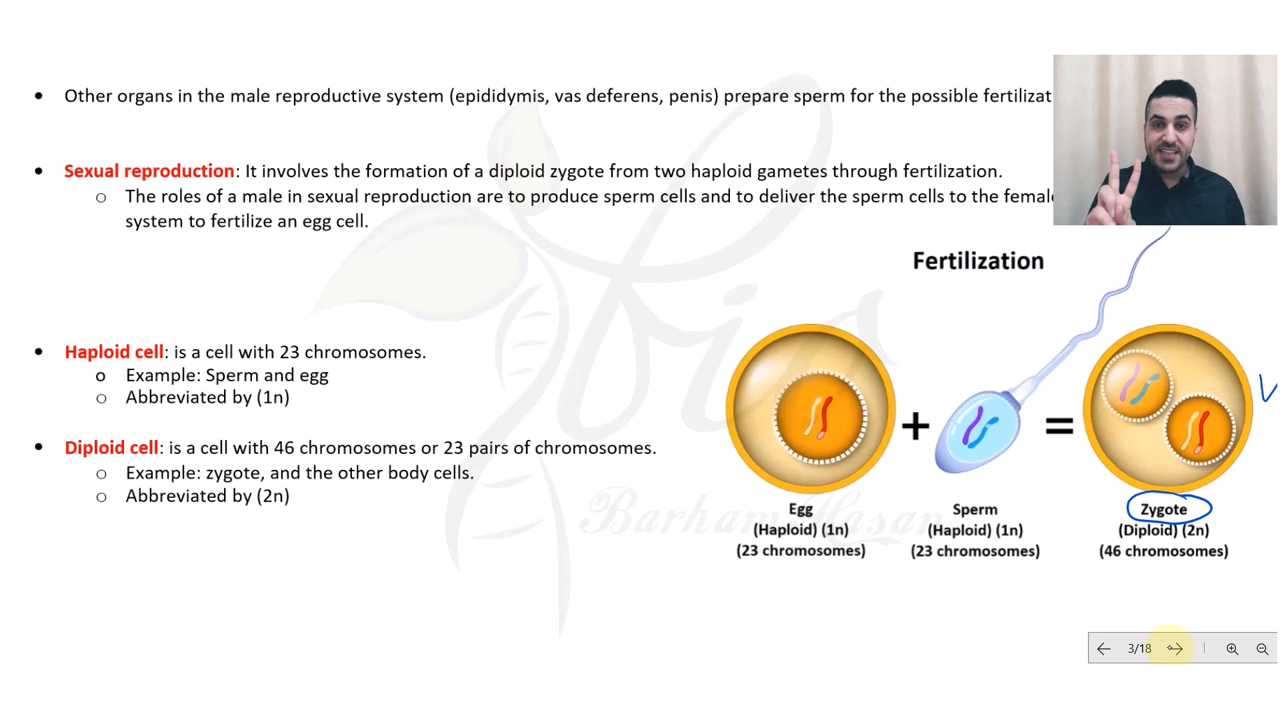 Other organs in the male reproductive system (epididymis, vas deferens, penis) prepare sperm for the possible
Sexual reproduction: It involves the formation of a diploid zygote from two haploid gametes through fertilization.
The roles of a male in sexual reproduction are to produce sperm cells and to deliver the sperm cells to the
system to fertilize an egg cell.
Fertilization
Haploid cell: is a cell with 23 chromosomes.
Example: Sperm and egg
Abbreviated by (1n)
Diploid cell: is a cell with 46 chromosomes or 23 pairs of chromosomes.
Example: zygote, and the other body cells.
Abbreviated by (2n)
+
=
Egg
(Haploid) (1n)
(23 chromosomes)
Sperm
(Haploid) (1n)
(23 chromosomes)
Zygote
(Diploid) (2n)
(46 chromosomes)
Barham Hasan
3/18